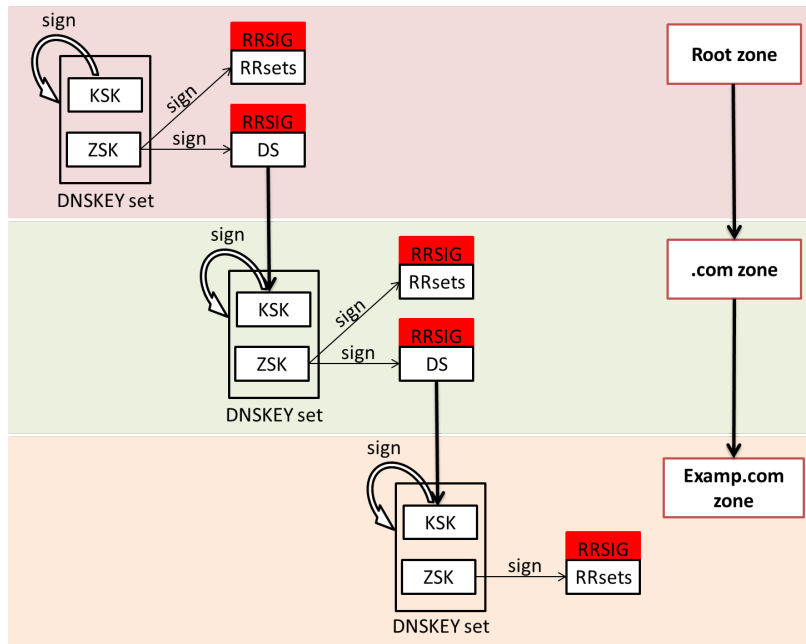 sign
RRSIG
RRsets
KSK
sign
RRSIG
ZSK
sign
DS
DNSKEY set
Root zone
sign
RRSIG
RRsets
KSK
sign
RRSIG
ZSK
sign
DS
DNSKEY set
.com zone
sign
KSK
RRSIG
ZSK
sign
RRsets
DNSKEY set
Examp.com
zone